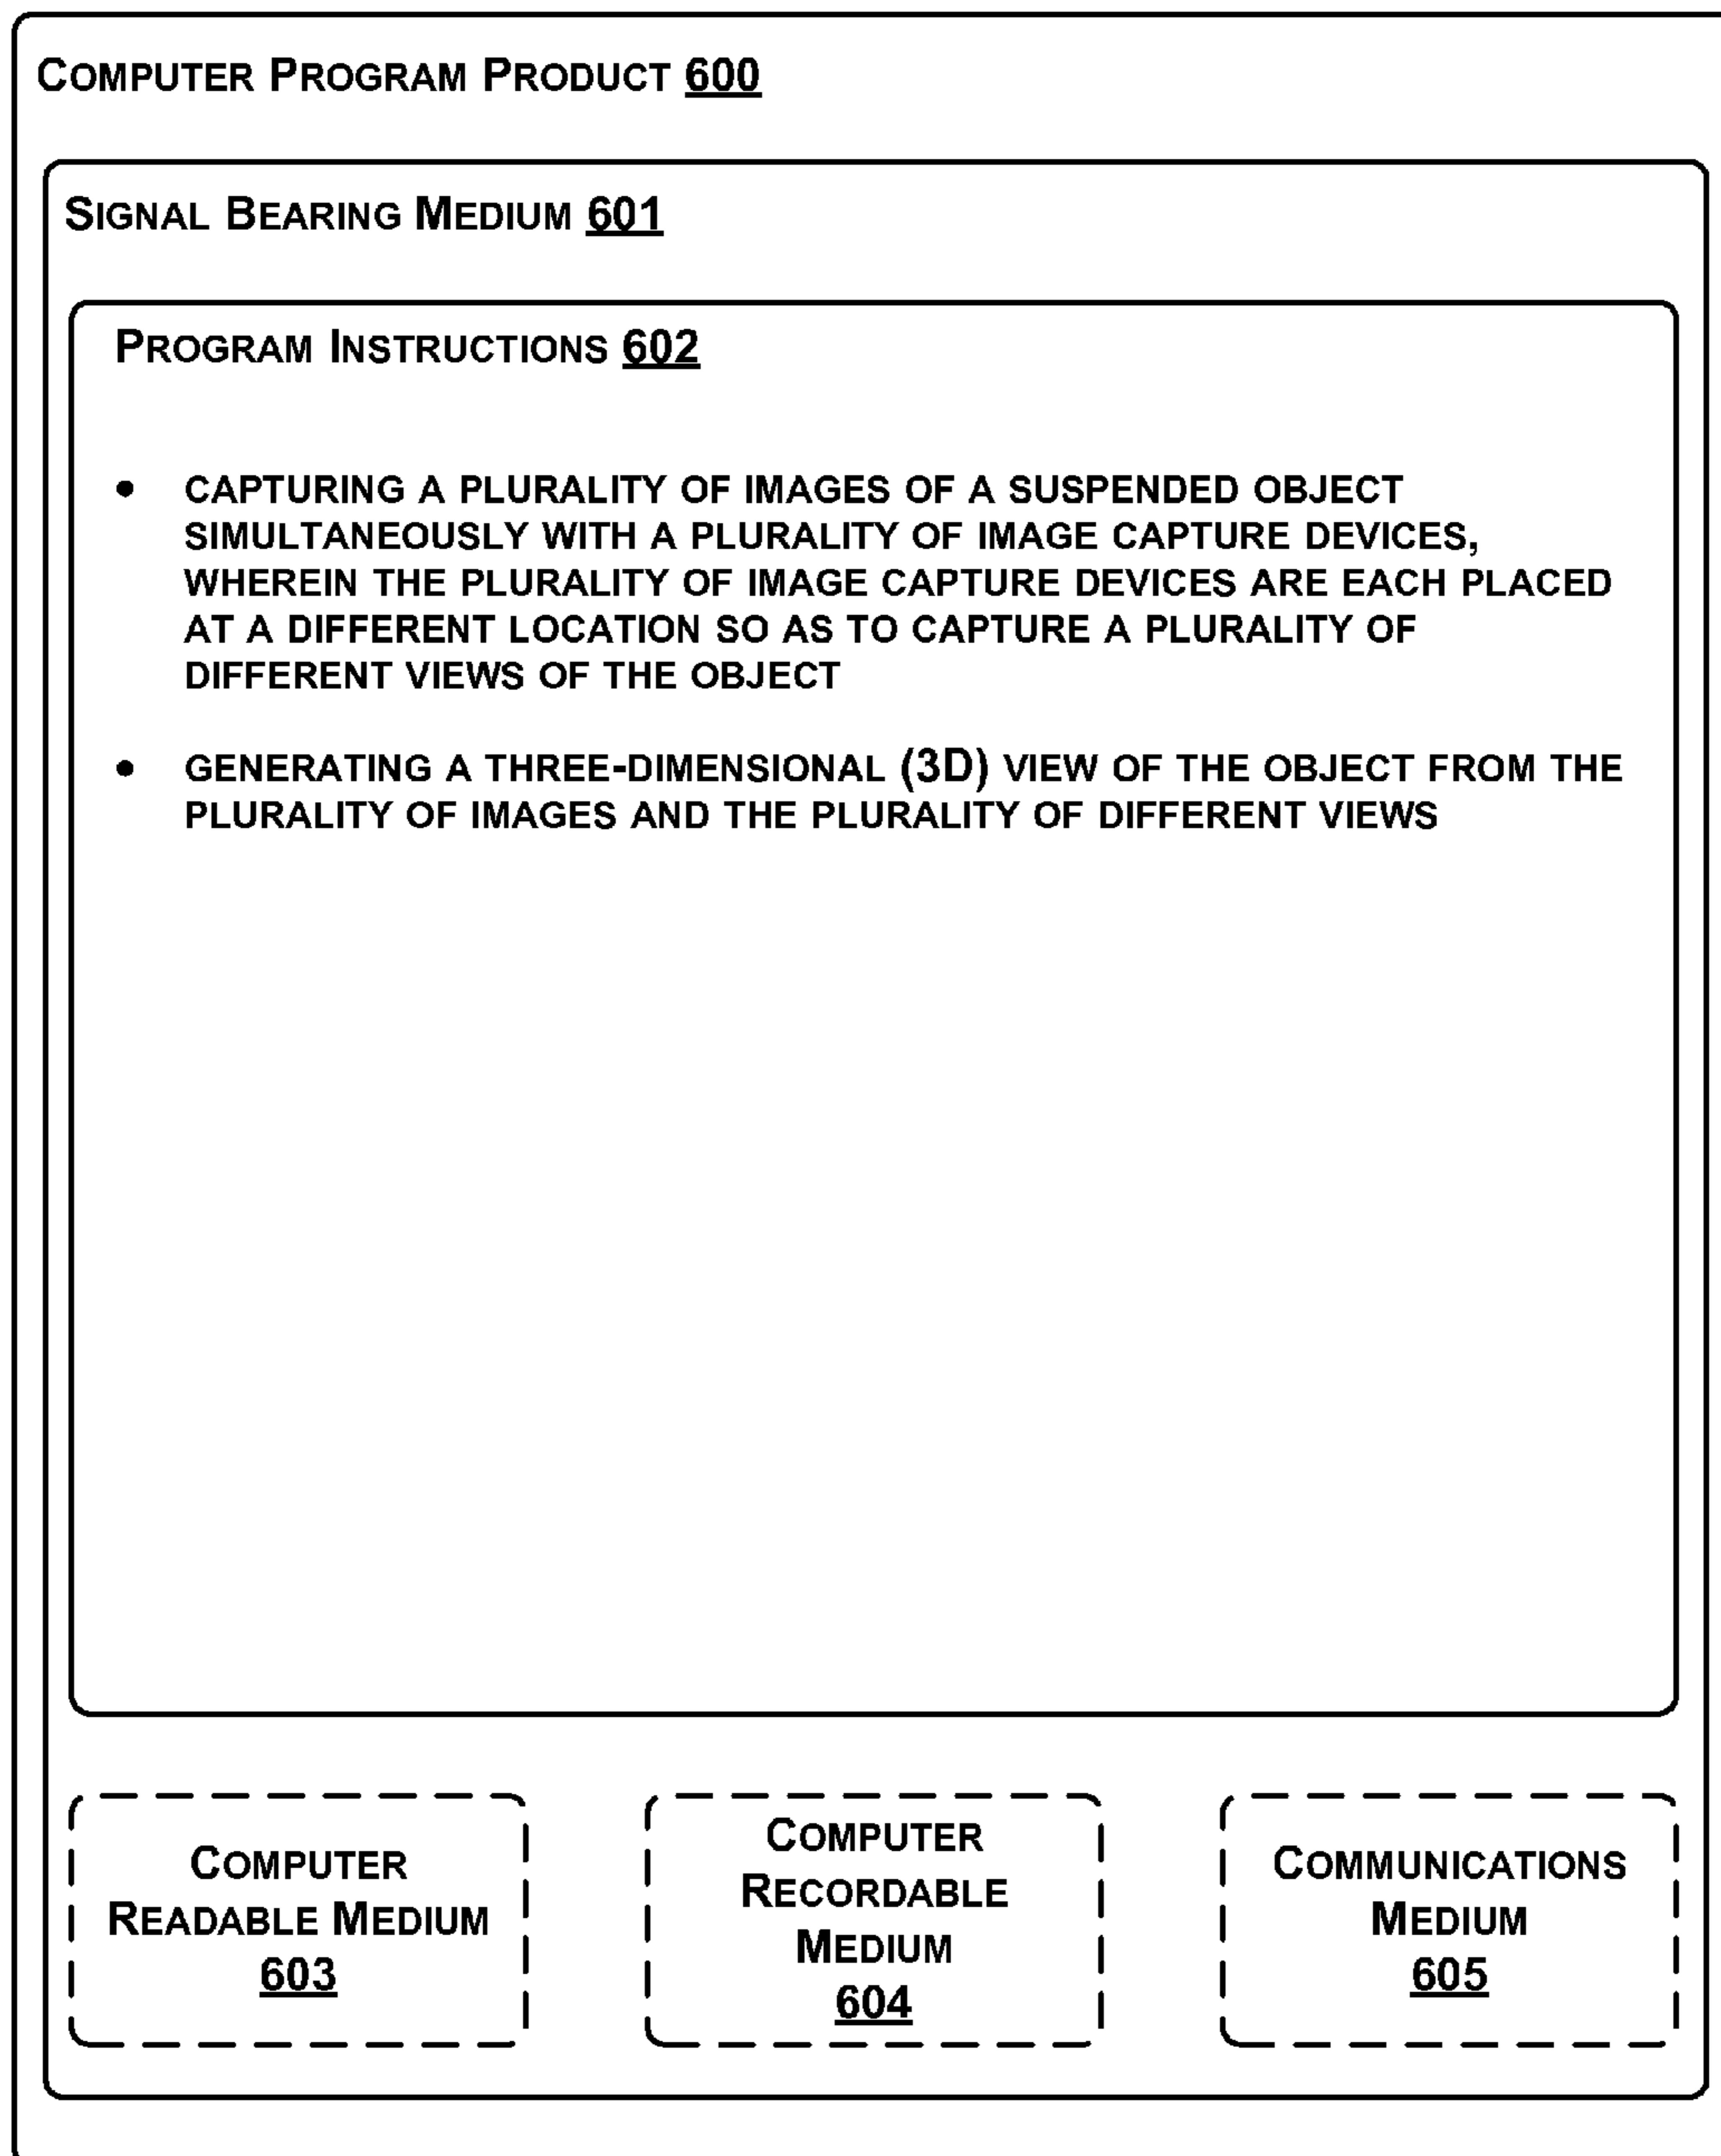 COMPUTER PROGRAM PRODUCT 600
SIGNAL BEARING MEDIUM 601
PROGRAM INSTRUCTIONS 602
• CAPTURING A PLURALITY OF IMAGES OF A SUSPENDED OBJECT
SIMULTANEOUSLY WITH A PLURALITY OF IMAGE CAPTURE DEVICES,
WHEREIN THE PLURALITY OF IMAGE CAPTURE DEVICES ARE EACH PLACED
AT A DIFFERENT LOCATION SO AS TO CAPTURE A PLURALITY OF
DIFFERENT VIEWS OF THE OBJECT
• GENERATING A THREE-DIMENSIONAL (3D) VIEW OF THE OBJECT FROM THE
PLURALITY OF IMAGES AND THE PLURALITY OF DIFFERENT VIEWS
COMPUTER
READABLE MEDIUM
603
COMPUTER
RECORDABLE
MEDIUM
604
COMMUNICATIONS
MEDIUM
605